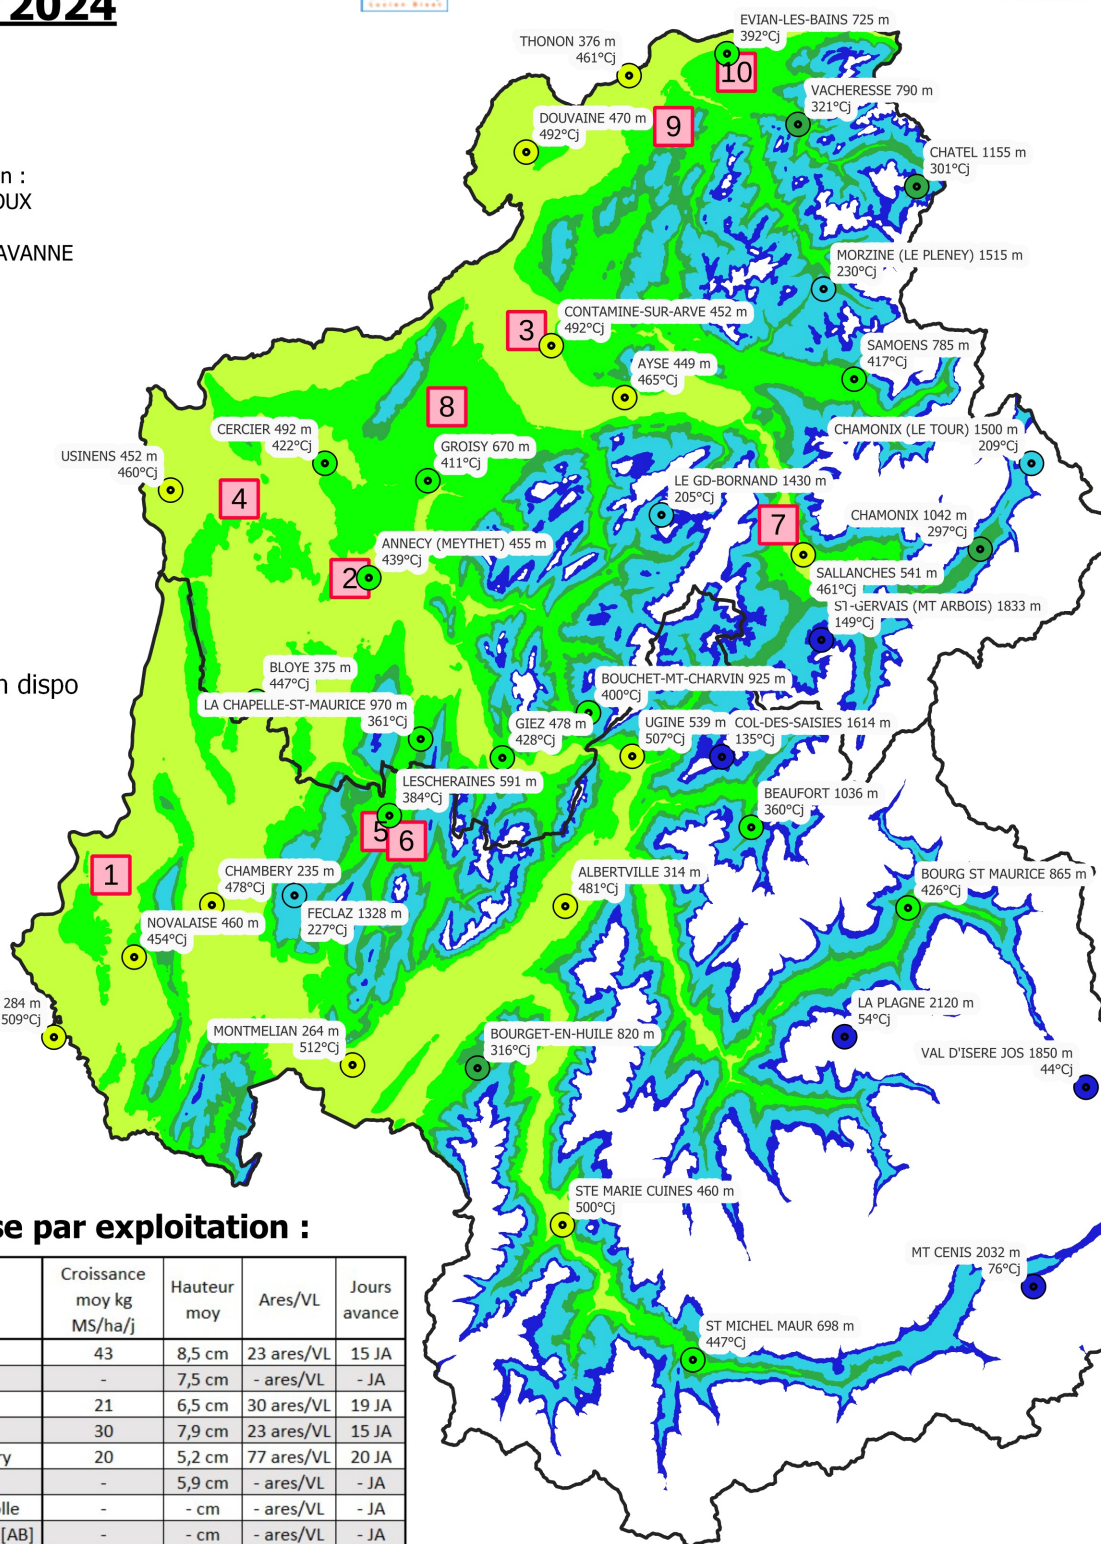 2024
Lucien Biset
EVIAN-LES-BAINS 725 m
392°Cj
THONON 376 m
461°Cj
10
VACHERESSE 790 m
321°Cj
DOUVAINE 470 m
492°Cj
9
CHATEL 1155 m
301°Cj
n :
OUX
AVANNE
MORZINE (LE PLENEY) 1515 m
230°Cj
CONTAMINE-SUR-ARVE 452 m
492°Cj
3
SAMOENS 785 m
417°Cj
AYSE 449 m
465°Cj
8
CERCIER 492 m
422°Cj
CHAMONIX (LE TOUR) 1500 m
209°Cj
GROISY 670 m
411°Cj
USINENS 452 m
460°Cj
LE GD-BORNAND 1430 m
205°Cj
4
7
CHAMONIX 1042 m
297°Cj
ANNECY (MEYTHET) 455 m
439°Cj
2
SALLANCHES 541 m
461°Cj
ST-GERVAIS (MT ARBOIS) 1833 m
149°Cj
n dispo
BLOYE 375 m
447°Cj
BOUCHET-MT-CHARVIN 925 m
400°Cj
LA CHAPELLE-ST-MAURICE 970 m
361°Cj
GIEZ 478 m
428°Cj
UGINE 539 m
507°Cj
COL-DES-SAISIES 1614 m
135°Cj
LESCHERAINES 591 m
384°Cj
BEAUFORT 1036 m
360°Cj
5
6
1
CHAMBERY 235 m
478°Cj
ALBERTVILLE 314 m
481°Cj
BOURG ST MAURICE 865 m
426°Cj
FECLAZ 1328 m
227°Cj
NOVALAISE 460 m
454°Cj
284 m
509°Cj
LA PLAGNE 2120 m
54°Cj
MONTMELIAN 264 m
512°Cj
BOURGET-EN-HUILE 820 m
316°Cj
VAL D'ISERE JOS 1850 m
44°Cj
STE MARIE CUINES 460 m
500°Cj
se par exploitation :
MT CENIS 2032 m
76°Cj
ST MICHEL MAUR 698 m
447°Cj
Croissance moy kg MS/ha/j Hauteur moy Ares/VL Jours avance
43 8,5 cm 23 ares/VL 15 JA
- 7,5 cm - ares/VL - JA
21 6,5 cm 30 ares/VL 19 JA
30 7,9 cm 23 ares/VL 15 JA
ry 20 5,2 cm 77 ares/VL 20 JA
- 5,9 cm - ares/VL - JA
lle - - cm - ares/VL - JA
[AB] - - cm - ares/VL - JA